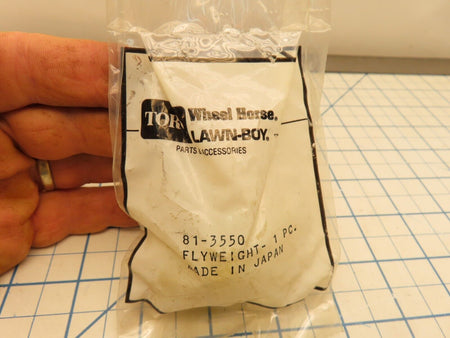 TORO Wheel Horse.
LAWN-BOY.
PARTS & ACCESSORIES
81-3550
FLYWEIGHT- 1 PC.
MADE IN JAPAN